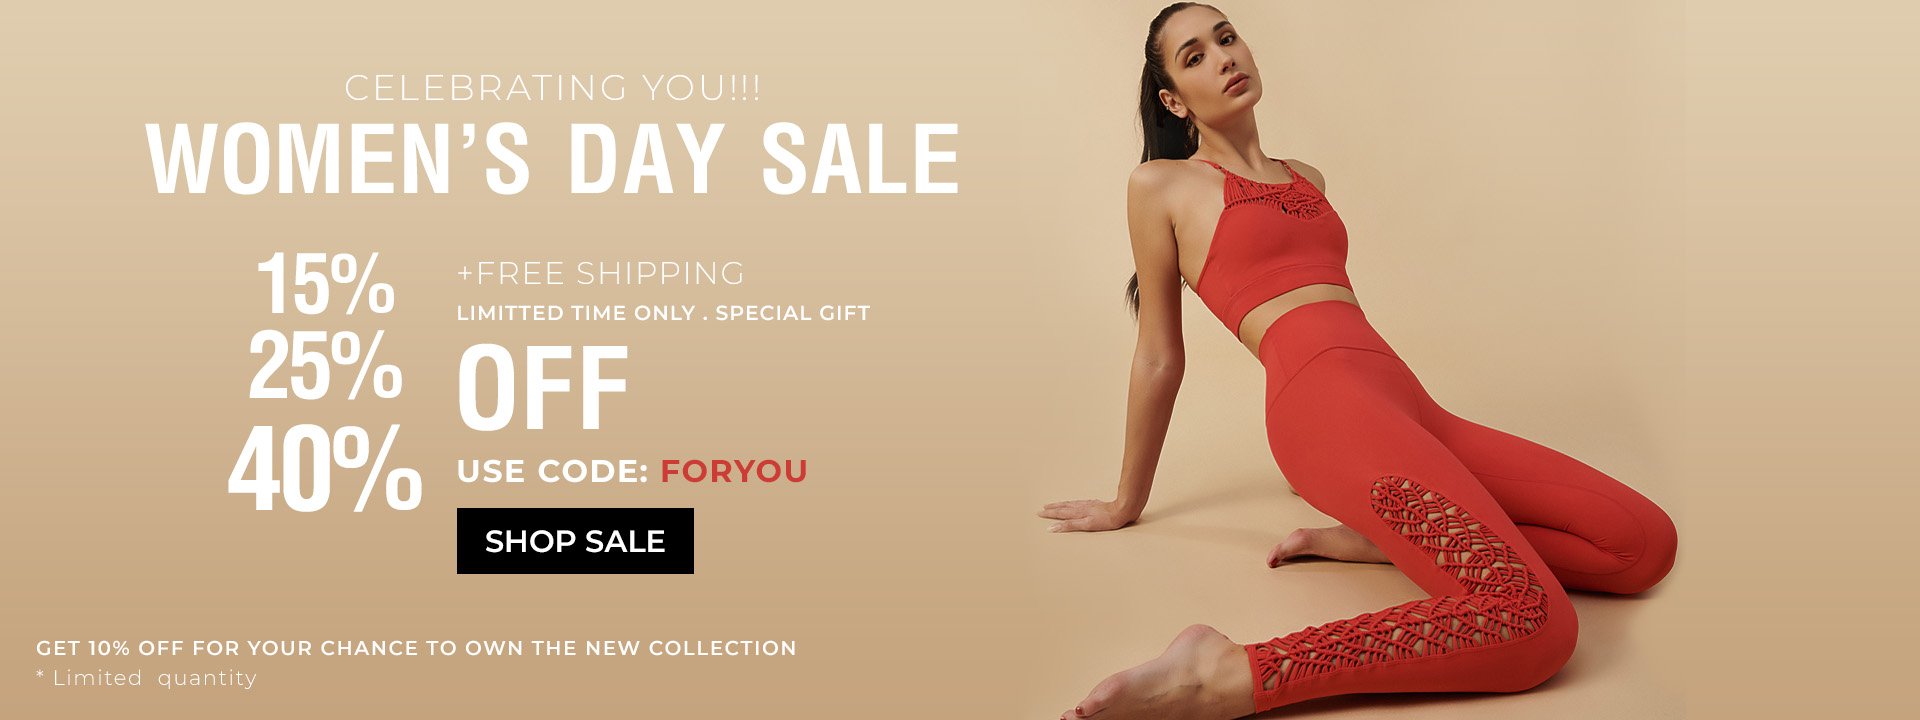 CELEBRATING YOU!!!
WOMEN'S DAY SALE
15%
25%
40%
+FREE SHIPPING
LIMITTED TIME ONLY . SPECIAL GIFT
OFF
USE CODE: FORYOU
SHOP SALE
GET 10% OFF FOR YOUR CHANCE TO OWN THE NEW COLLECTION
* Limited quantity